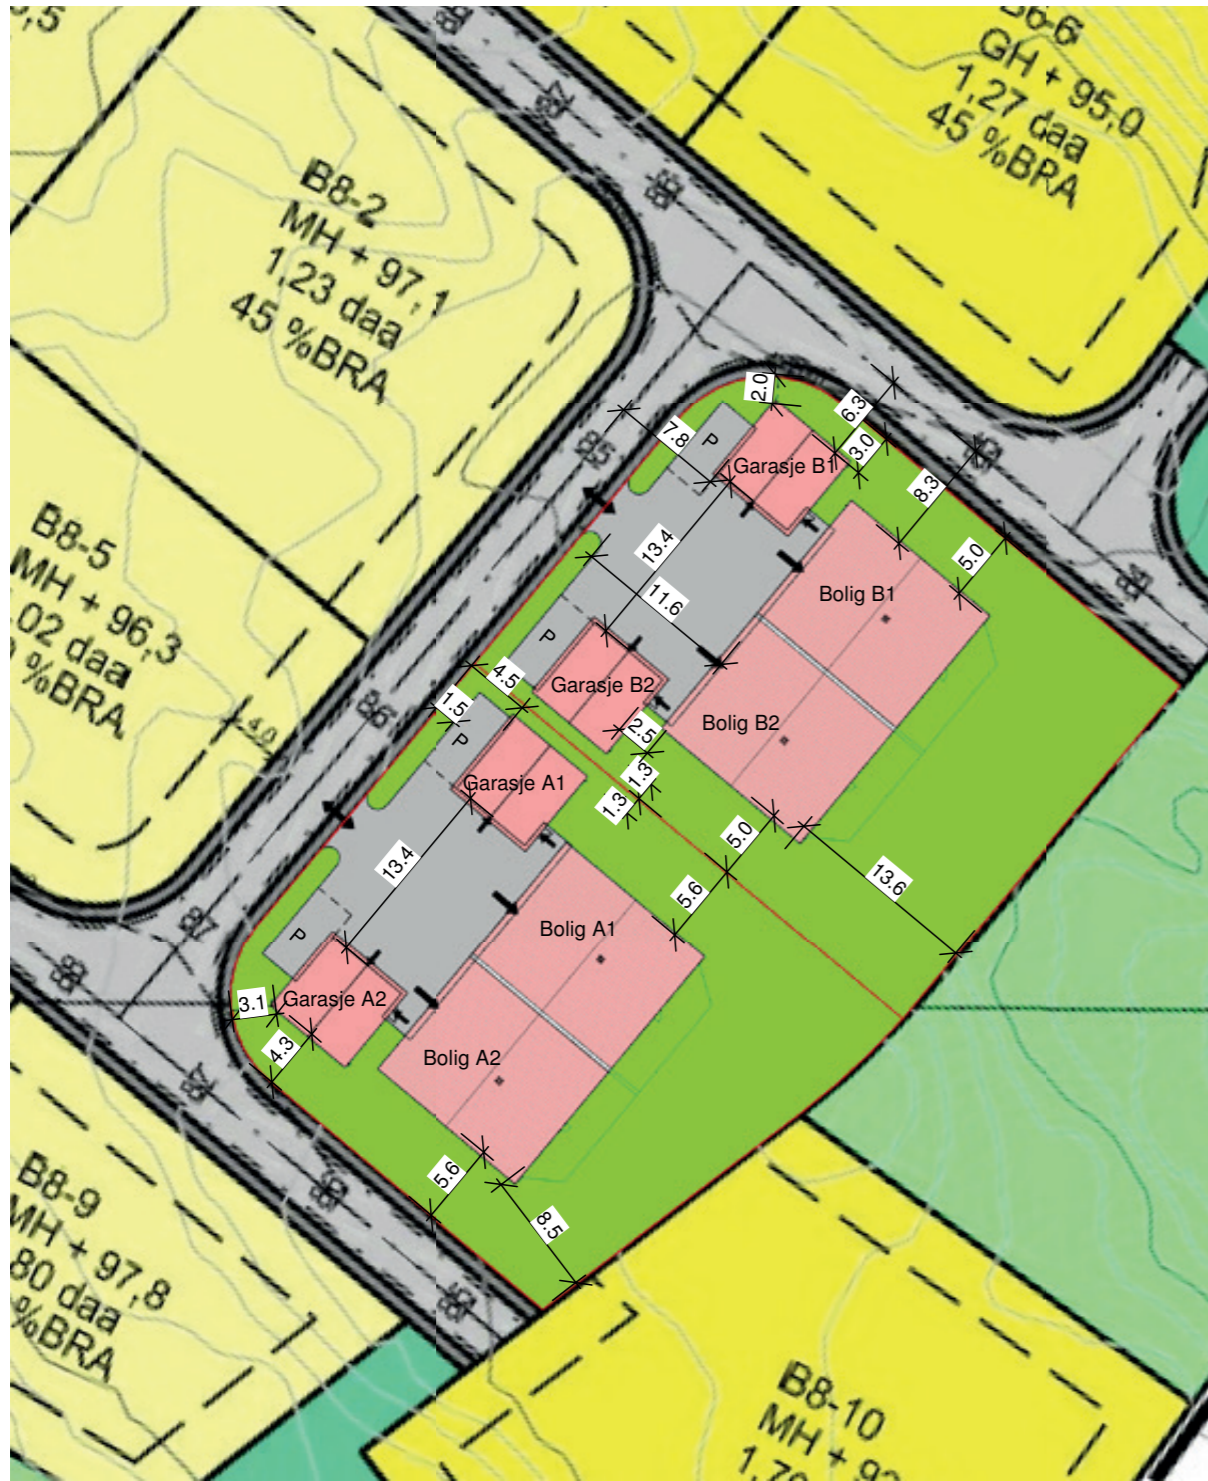 B6-6
GH + 95,0
1,27 daa
45 %BRA
B8-2
MH + 97,1
1,23 daa
45 %BRA
2.0
6.3
P
7.8
3.0
Garasje B1
8.3
85
13.4
5.0
Bolig B1
11.6
B8-5
MH + 96,3
,02 daa
%BRA
P
4.5
Garasje B2
1.5
86
4.0
2.5
Bolig B2
P
1.3
1.3
Garasje A1
5.0
13.4
13.6
5.6
87
P
Bolig A1
3.1
Garasje A2
4.3
Bolig A2
5.6
8.5
B8-9
MH + 97,8
80 daa
%BRA
B8-10